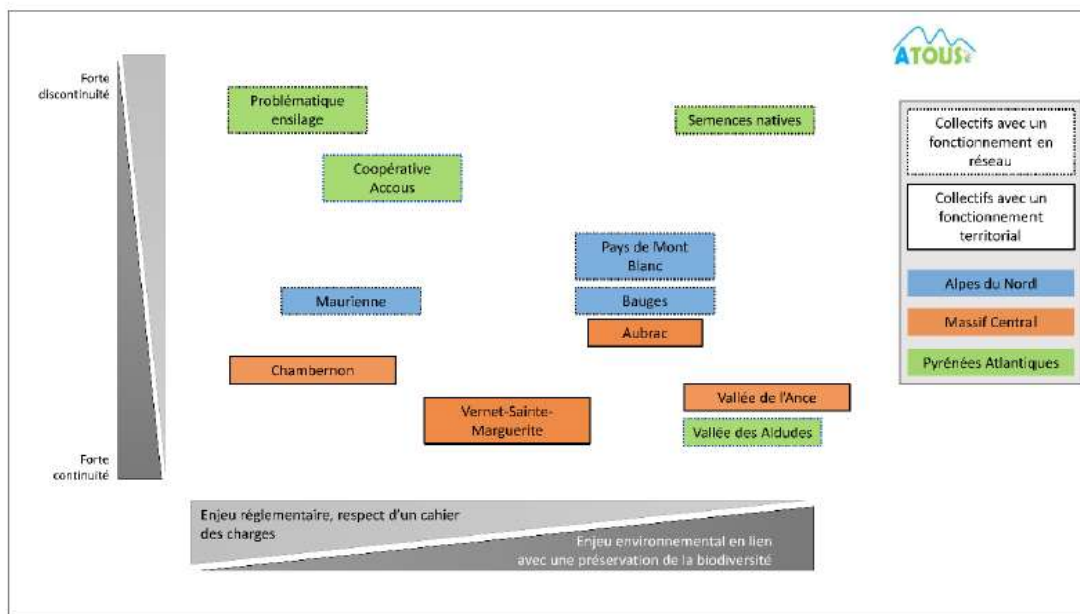 ATOUS
Forte
discontinuité
Problématique
ensilage
Semences natives
Collectifs avec un
fonctionnement en
réseau
Coopérative
Accous
Collectifs avec un
fonctionnement
territorial
Pays de Mont
Blanc
Alpes du Nord
Maurienne
Bauges
Massif Central
Aubrac
Pyrénées Atlantiques
Chambernon
Vallée de l'Ance
Vernet-Sainte-
Marguerite
Vallée des Aldudes
Forte
continuité
Enjeu réglementaire, respect d'un cahier
des charges
Enjeu environnemental en lien
avec une préservation de la biodiversité